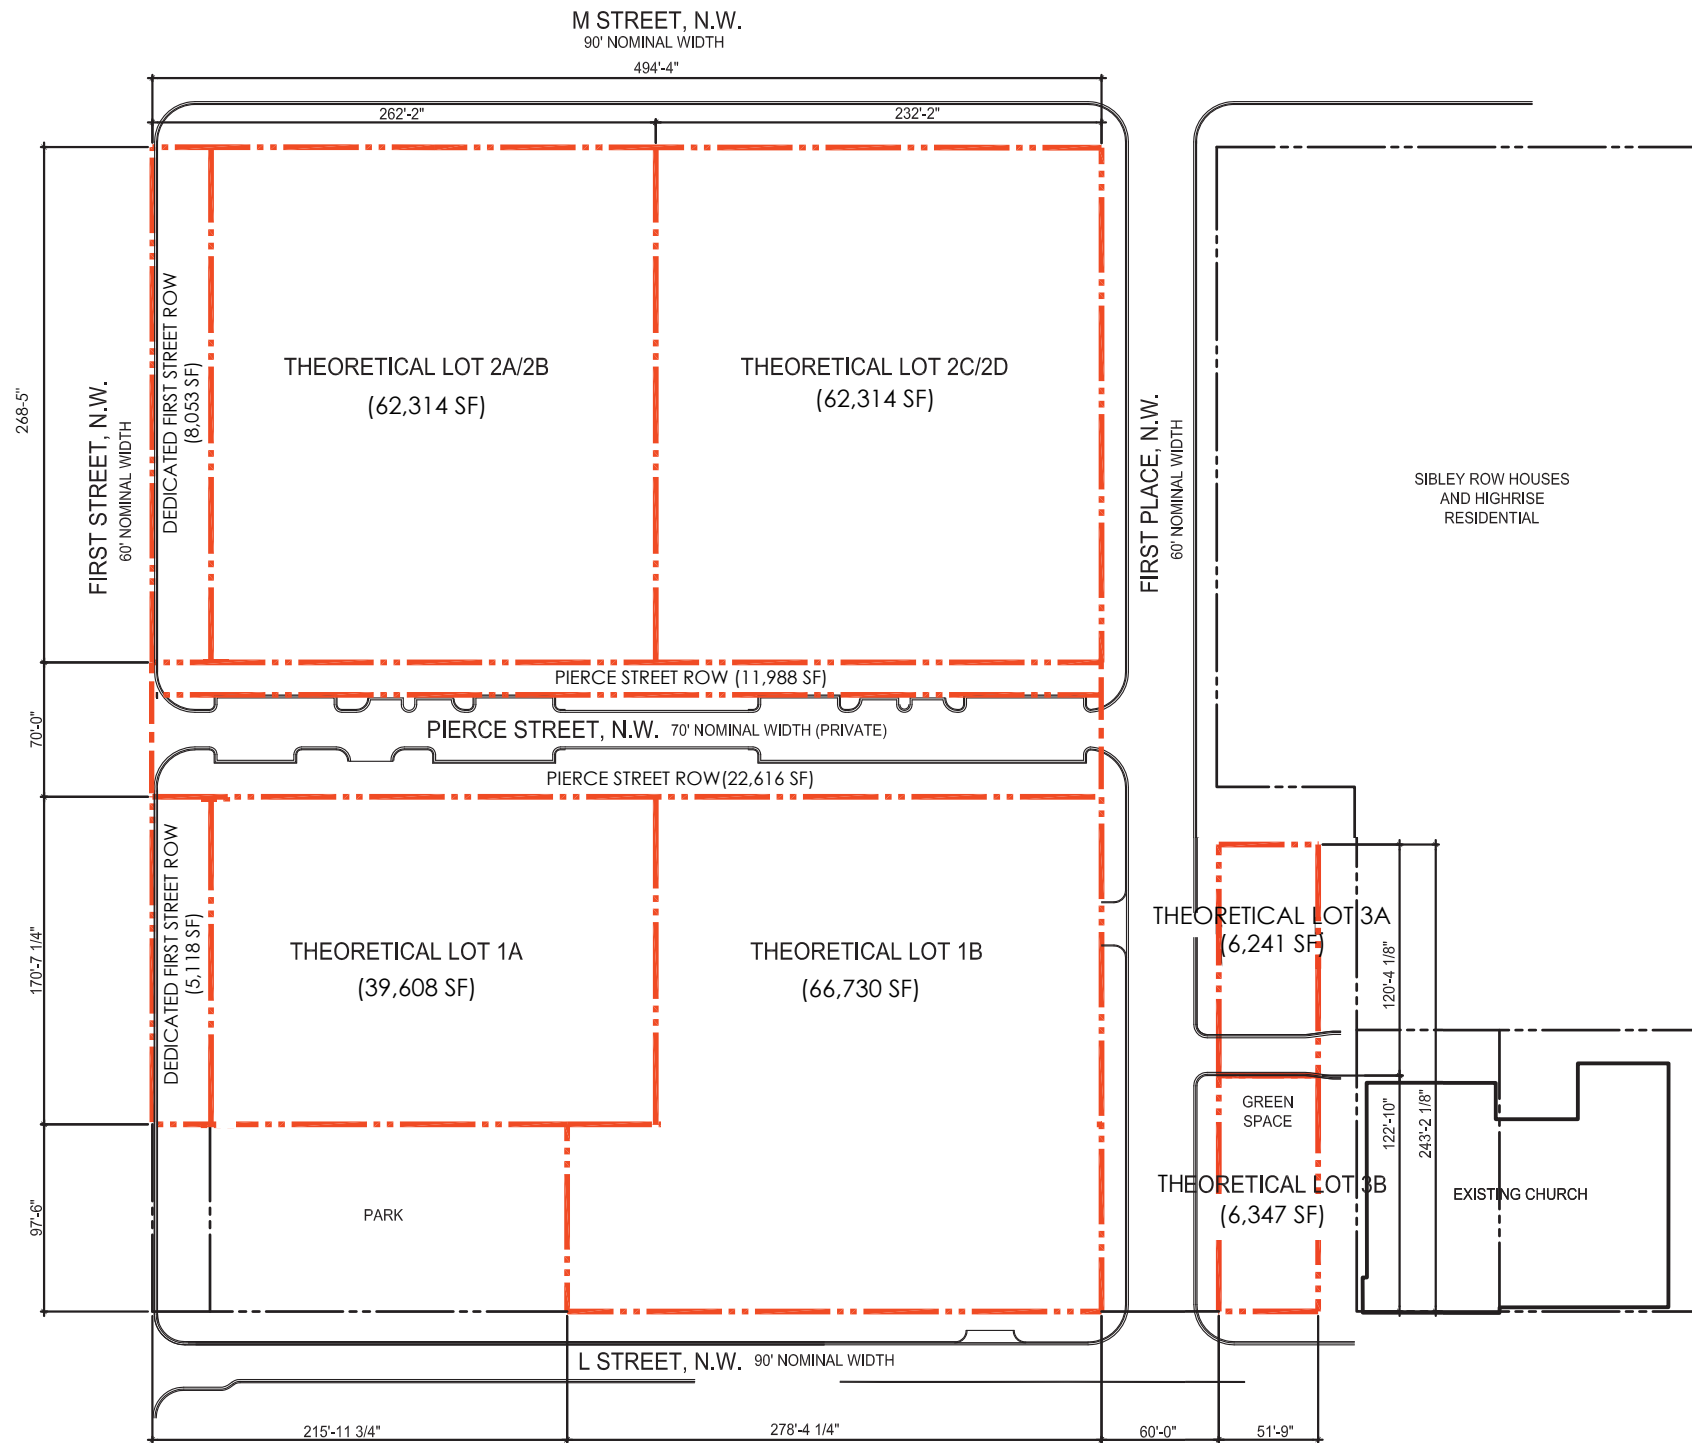 M STREET, N.W.
90' NOMINAL WIDTH
494'-4"
262'-2"
232'-2"
268-5"
FIRST STREET, N.W.
60' NOMINAL WIDTH
DEDICATED FIRST STREET ROW
(8,053 SF)
THEORETICAL LOT 2A/2B
(62,314 SF)
THEORETICAL LOT 2C/2D
(62,314 SF)
FIRST PLACE, N.W.
60' NOMINAL WIDTH
SIBLEY ROW HOUSES
AND HIGHRISE
RESIDENTIAL
PIERCE STREET ROW (11,988 SF)
70'-0"
PIERCE STREET, N.W. 70' NOMINAL WIDTH (PRIVATE)
PIERCE STREET ROW(22,616 SF)
170'-7 1/4"
DEDICATED FIRST STREET ROW
(5,118 SF)
THEORETICAL LOT 1A
(39,608 SF)
THEORETICAL LOT 1B
(66,730 SF)
THEORETICAL LOT 3A
(6,241 SF)
120'-4 1/8"
GREEN
SPACE
122'-10"
243'-2 1/8"
THEORETICAL LOT 3B
(6,347 SF)
EXISTING CHURCH
97'-6"
PARK
L STREET, N.W. 90' NOMINAL WIDTH
215'-11 3/4"
278'-4 1/4"
60'-0"
51'-9"